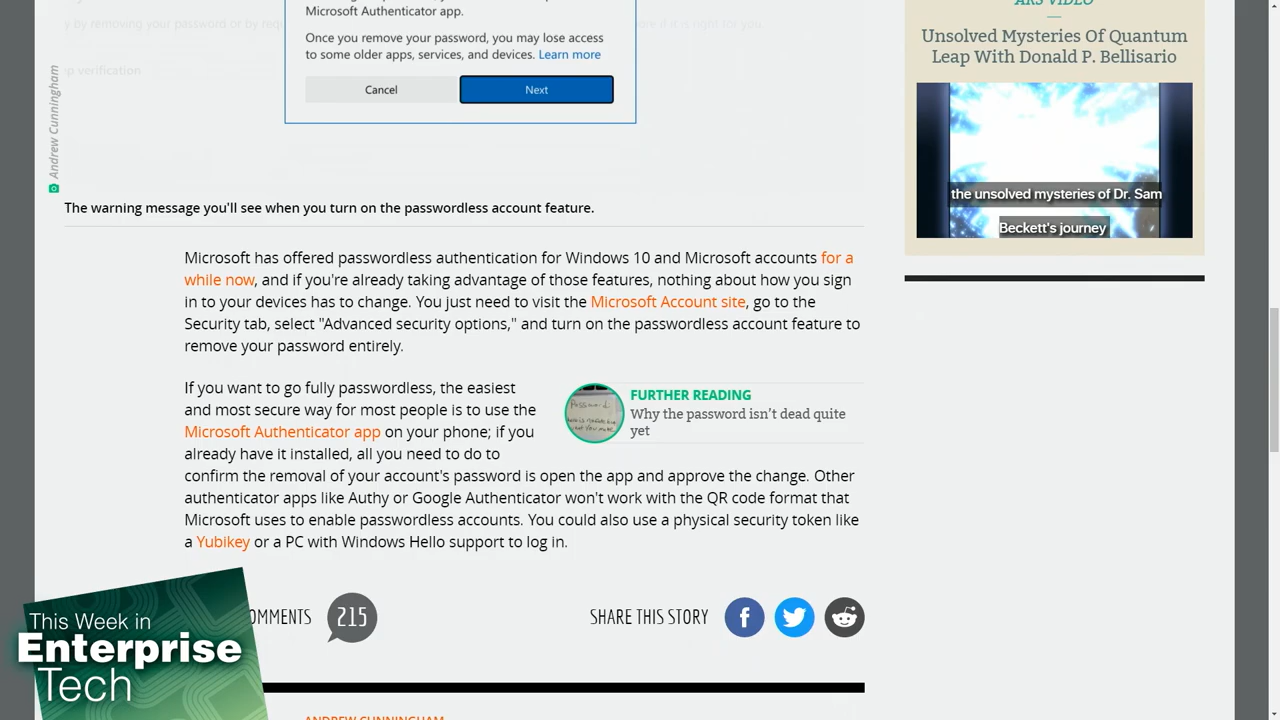 Microsoft Authenticator app.
Once you remove your password, you may lose access
to some older apps, services, and devices. Learn more
Cancel
Next
Andrew Cunningham
The warning message you'll see when you turn on the passwordless account feature.
Microsoft has offered passwordless authentication for Windows 10 and Microsoft accounts for a
while now, and if you're already taking advantage of those features, nothing about how you sign
in to your devices has to change. You just need to visit the Microsoft Account site, go to the
Security tab, select "Advanced security options," and turn on the passwordless account feature to
remove your password entirely.
If you want to go fully passwordless, the easiest
and most secure way for most people is to use the
Microsoft Authenticator app on your phone; if you
already have it installed, all you need to do to
confirm the removal of your account's password is open the app and approve the change. Other
authenticator apps like Authy or Google Authenticator won't work with the QR code format that
Microsoft uses to enable passwordless accounts. You could also use a physical security token like
a Yubikey or a PC with Windows Hello support to log in.
FURTHER READING
Why the password isn’t dead quite
yet
OMMENTS
215
SHARE THIS STORY
ANDREW CUNNINGHAM
ARS VIDEO
Unsolved Mysteries Of Quantum
Leap With Donald P. Bellisario
the unsolved mysteries of Dr. Sam
Beckett's journey
This Week in
Enterprise
Tech